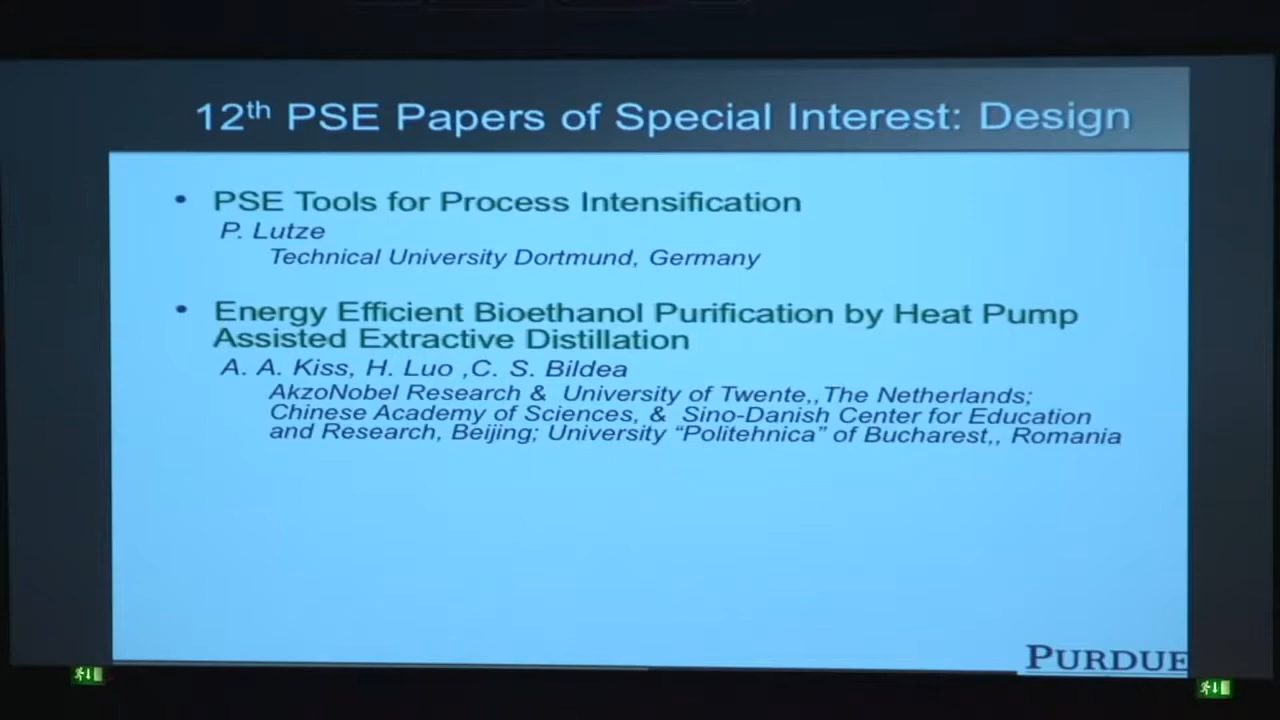 12th PSE Papers of Special Interest: Design
• PSE Tools for Process Intensification
P. Lutze
Technical University Dortmund, Germany
• Energy Efficient Bioethanol Purification by Heat Pump
Assisted Extractive Distillation
A. A. Kiss, H. Luo ,C. S. Bildea
AkzoNobel Research & University of Twente,,The Netherlands;
Chinese Academy of Sciences, & Sino-Danish Center for Education
and Research, Beijing; University “Politehnica” of Bucharest,, Romania
PURDUE